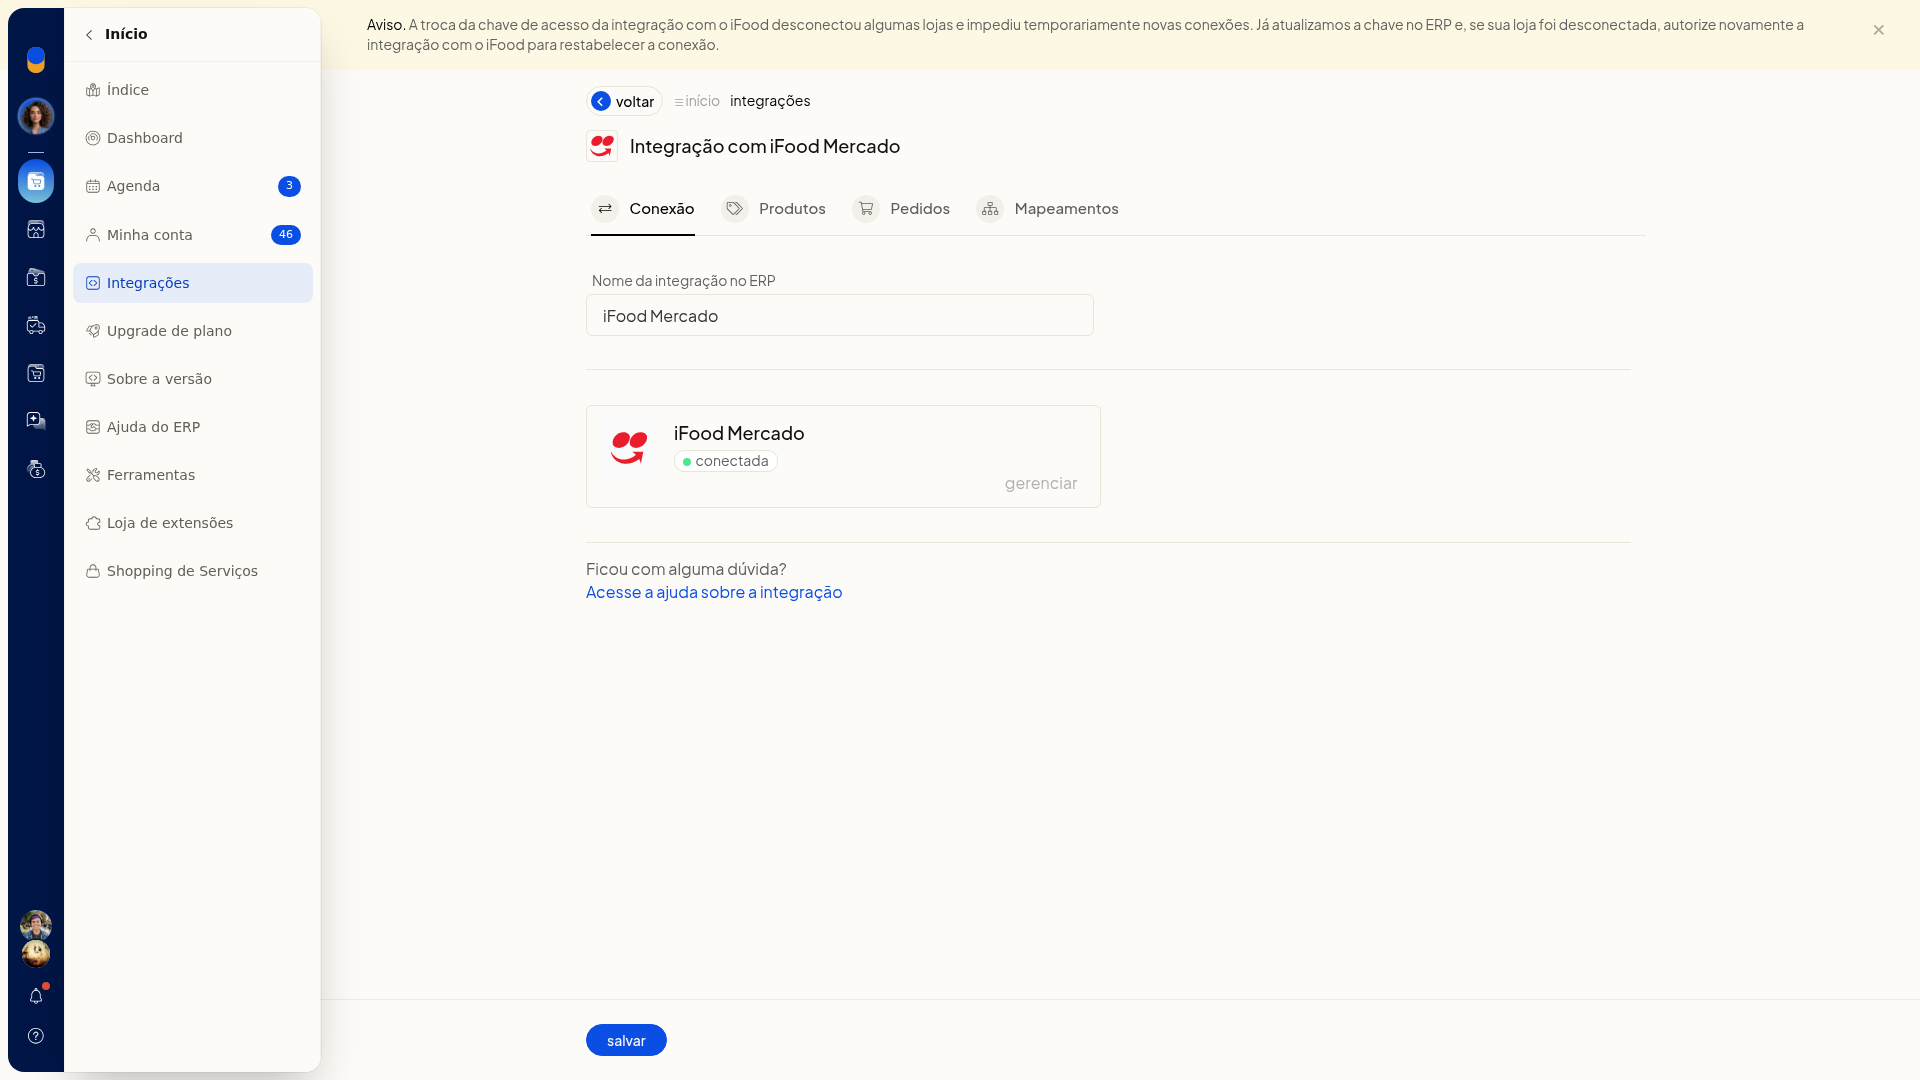 Início
Índice
Dashboard
Agenda
3
Minha conta
46
Integrações
Upgrade de plano
Sobre a versão
Ajuda do ERP
Ferramentas
Loja de extensões
Shopping de Serviços
Aviso. A troca da chave de acesso da integração com o iFood desconectou algumas lojas e impediu temporariamente novas conexões. Já atualizamos a chave no ERP e, se sua loja foi desconectada, autorize novamente a
integração com o iFood para restabelecer a conexão.
voltar
início
integrações
Integração com iFood Mercado
Conexão
Produtos
Pedidos
Mapeamentos
Nome da integração no ERP
iFood Mercado
iFood Mercado
conectada
gerenciar
Ficou com alguma dúvida?
Acesse a ajuda sobre a integração
salvar